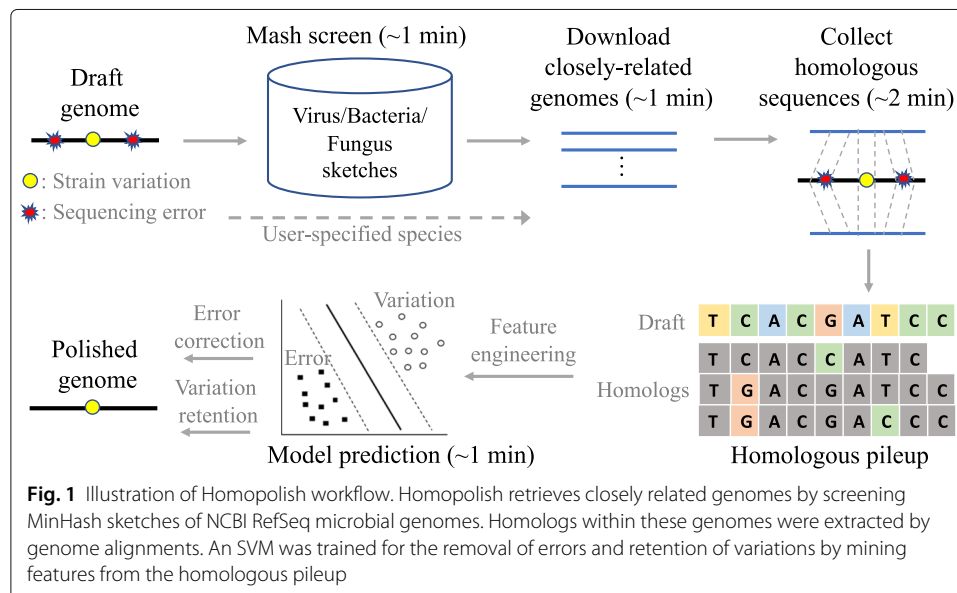 Mash screen (~1 min)
Download
closely-related
genomes (~1 min)
Collect
homologous
sequences (~2 min)
Draft
genome
Virus/Bacteria/
Fungus
sketches
: Strain variation
: Sequencing error
User-specified species
Draft
T C A C G A T C C
Homologs
T C A C C A T C
T G A C G A T C C
T G A C G A C C C
Homologous pileup
Feature
engineering
Variation
Error
Model prediction (~1 min)
Error
correction
Variation
retention
Polished
genome
Fig. 1 Illustration of Homopolish workflow. Homopolish retrieves closely related genomes by screening
MinHash sketches of NCBI RefSeq microbial genomes. Homologs within these genomes were extracted by
genome alignments. An SVM was trained for the removal of errors and retention of variations by mining
features from the homologous pileup